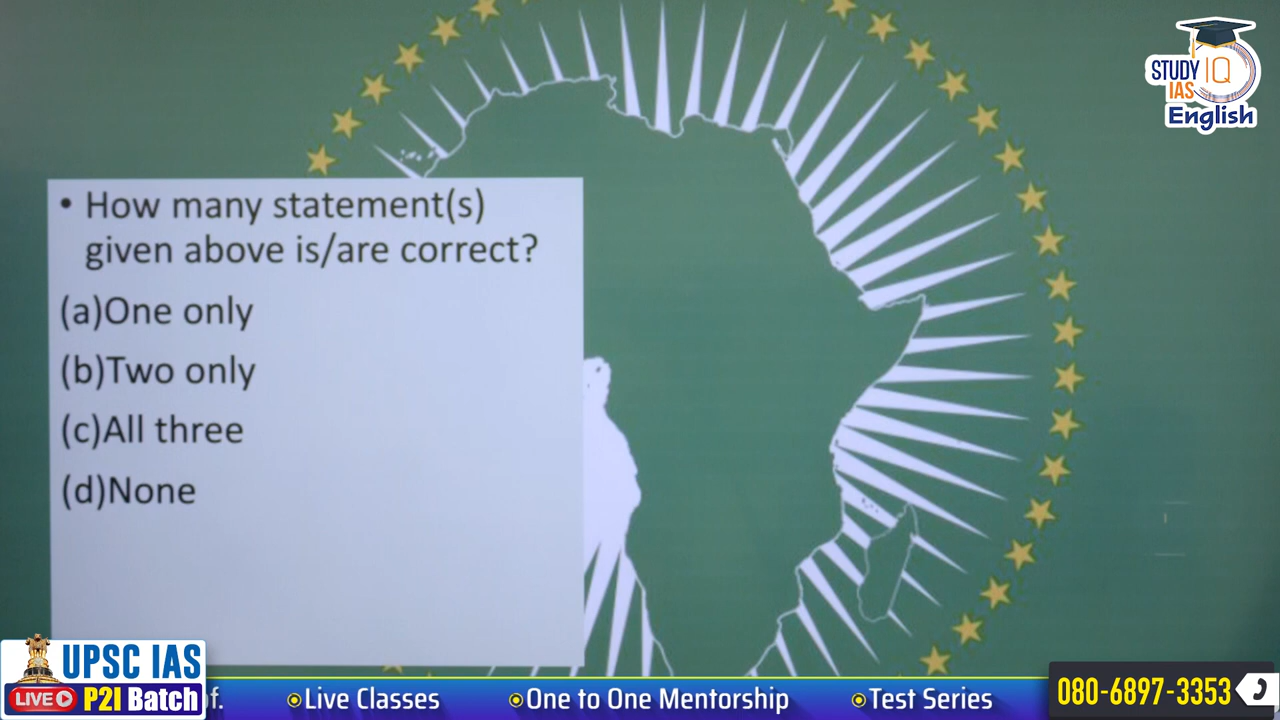 STUDY IQ
IAS
English
• How many statement(s)
given above is/are correct?
(a)One only
(b)Two only
(c)All three
(d)None
UPSC IAS
LIVE P2I Batch
of.
Live Classes
One to One Mentorship
Test Series
080-6897-3353